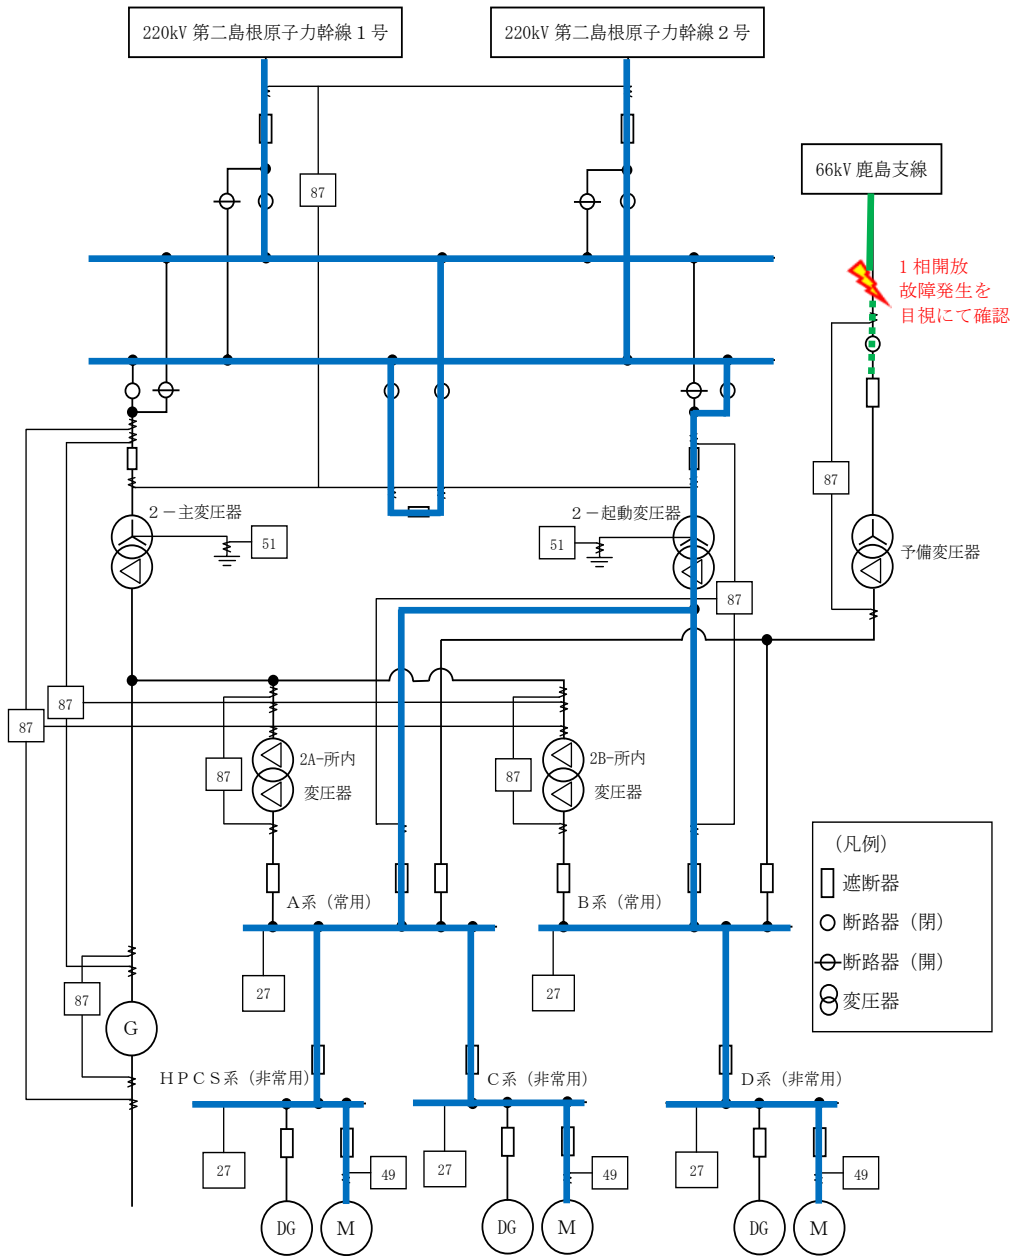 220kV 第二島根原子力幹線１号
220kV 第二島根原子力幹線２号
66kV 鹿島支線
87
１相開放
故障発生を
目視にて確認
87
２－主変圧器
51
２－起動変圧器
51
予備変圧器
87
87
87
2A-所内
変圧器
87
2B-所内
変圧器
87
（凡例）
遮断器
断路器（閉）
断路器（開）
変圧器
Ａ系（常用）
Ｂ系（常用）
27
27
87
G
ＨＰＣＳ系（非常用）
Ｃ系（非常用）
Ｄ系（非常用）
27
49
27
49
27
49
DG
M
DG
M
DG
M